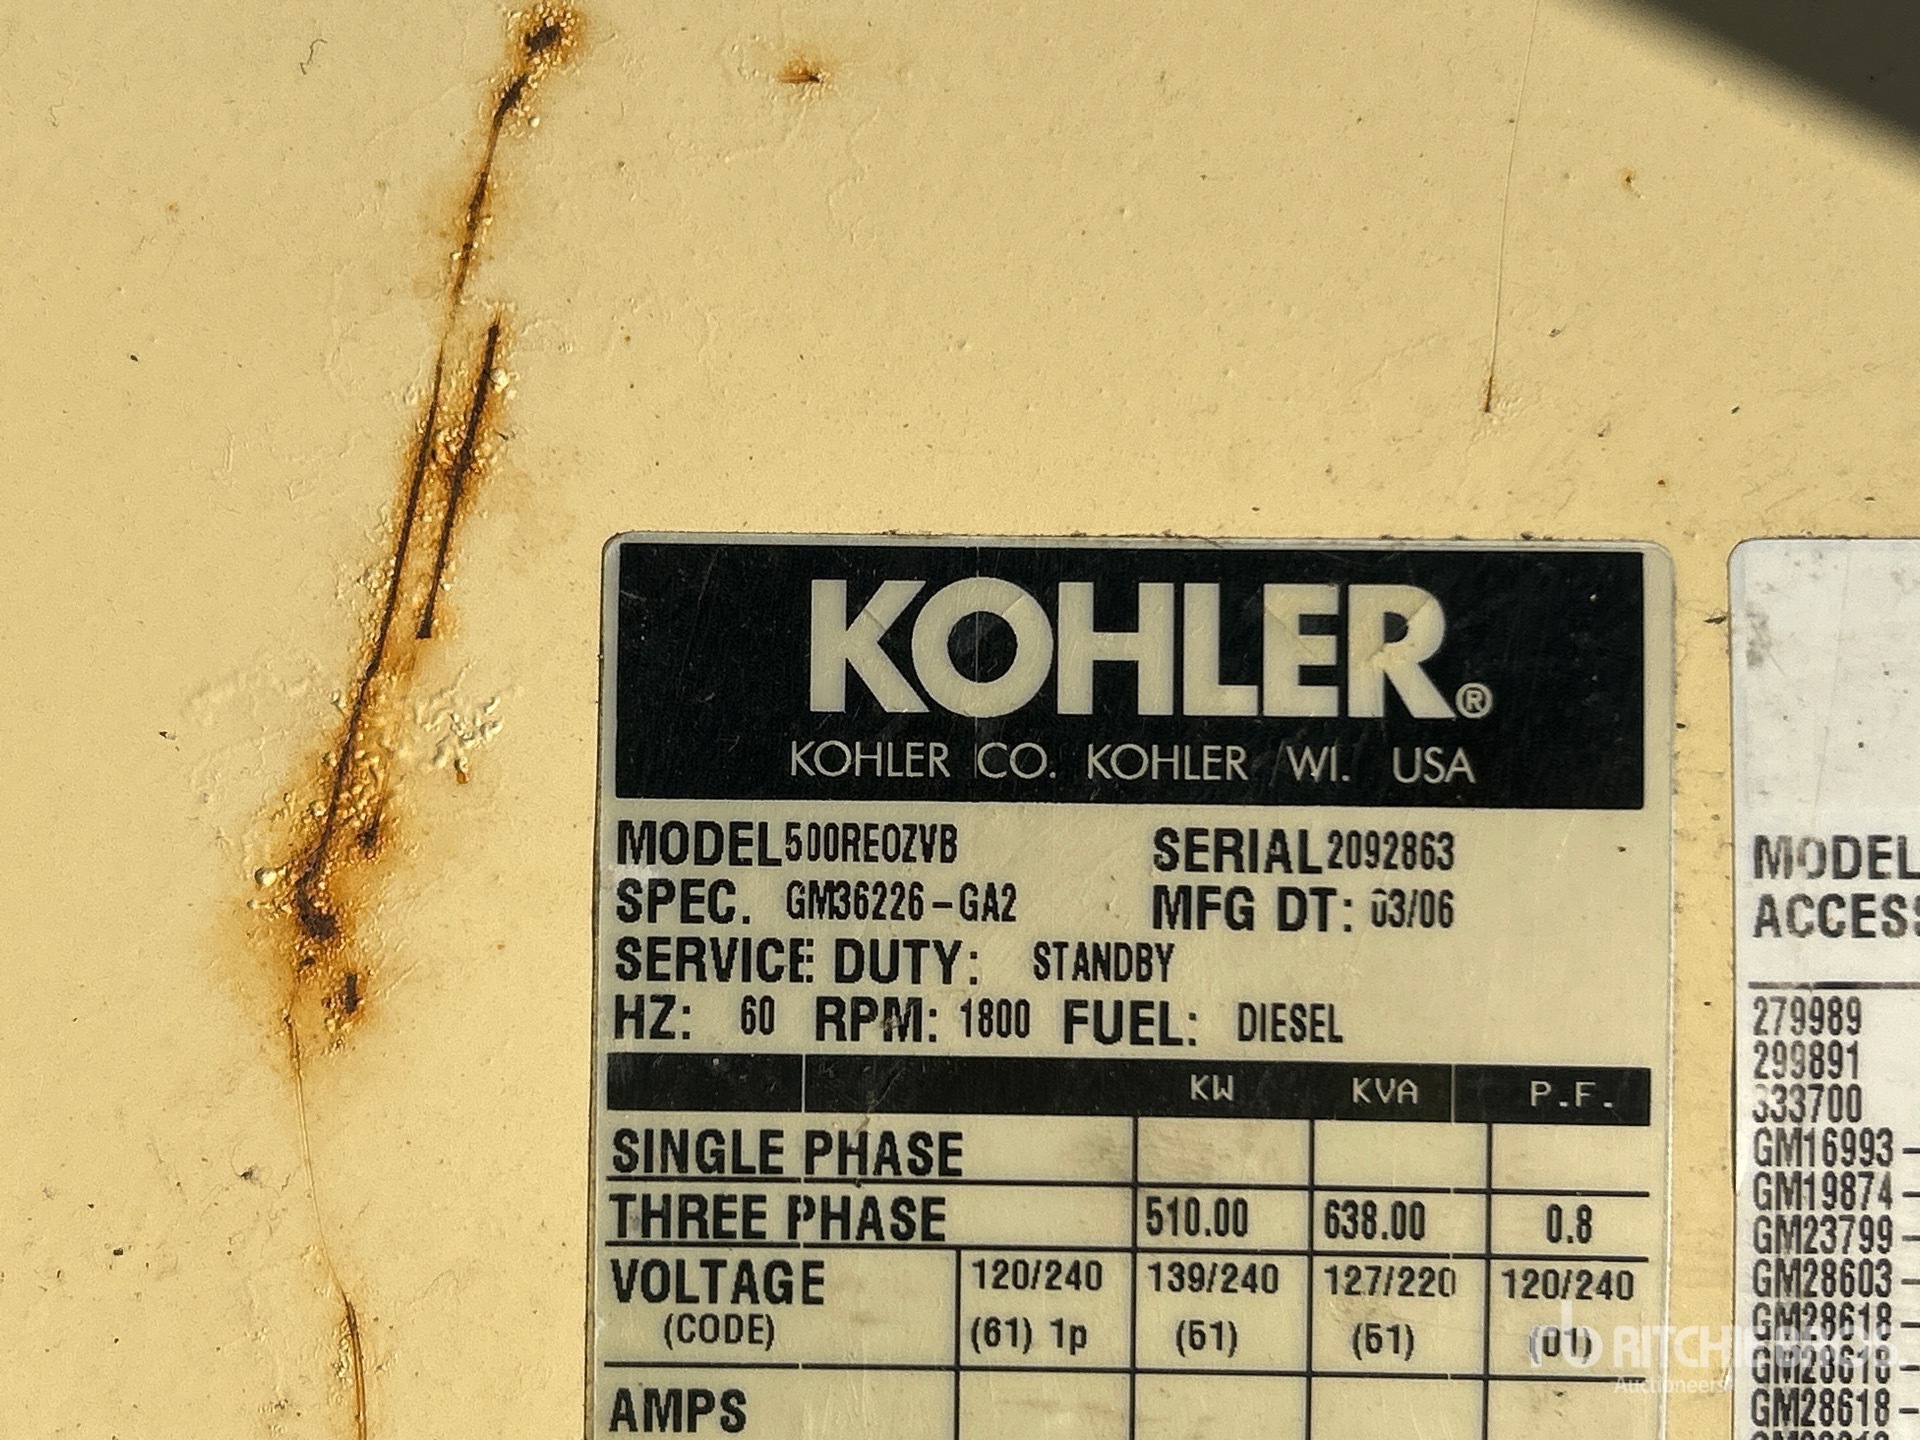 KOHLER®
KOHLER CO. KOHLER WI. USA
MODEL 500REOZVB SERIAL 2092863
SPEC. GM36226-GA2 MFG DT: 03/06
SERVICE DUTY: STANDBY
HZ: 60 RPM: 1800 FUEL: DIESEL
KW KVA P.F.
SINGLE PHASE
THREE PHASE 510.00 638.00 0.8
VOLTAGE 120/240 139/240 127/220 120/240
(CODE) (61) 1p (51) (51)
AMPS
MODEL
ACCESS
279989
299891
333700
GM16993-
GM19874-
GM23799-
GM28603-
GM28618-
GM28618-
GM28618-
Auctioneers